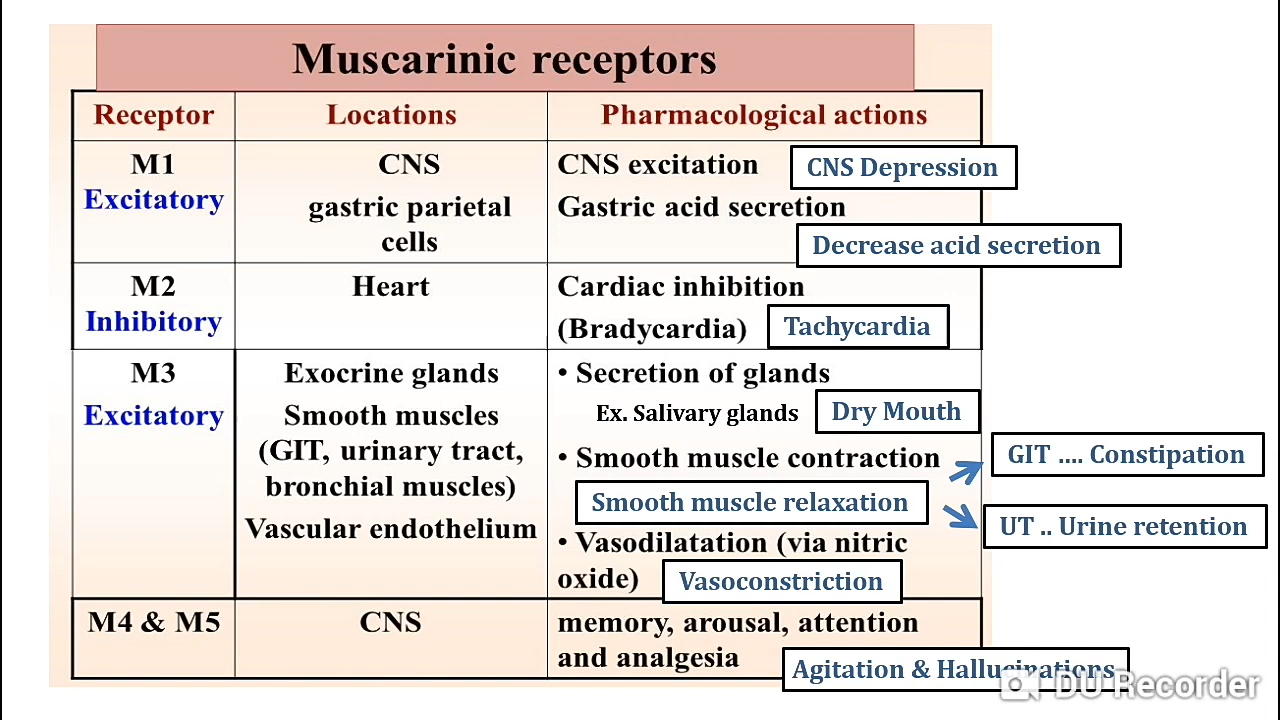 Muscarinic receptors
Receptor Locations Pharmacological actions
M1
Excitatory
CNS
gastric parietal
cells
CNS excitation
CNS Depression
Gastric acid secretion
Decrease acid secretion
M2
Inhibitory
Heart
Cardiac inhibition
(Bradycardia)
Tachycardia
M3
Excitatory
Exocrine glands
Smooth muscles
(GIT, urinary tract,
bronchial muscles)
Vascular endothelium
• Secretion of glands
Ex. Salivary glands
Dry Mouth
• Smooth muscle contraction
GIT .... Constipation
Smooth muscle relaxation
UT .. Urine retention
• Vasodilatation (via nitric
oxide)
Vasoconstriction
M4 & M5
CNS
memory, arousal, attention
and analgesia
Agitation & Hallucinations
DU Recorder